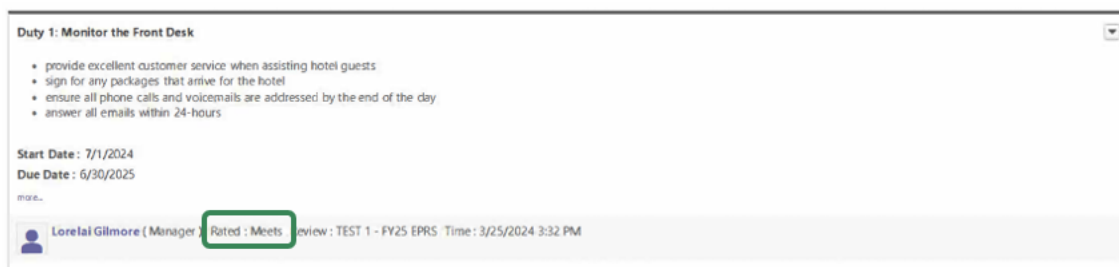 Duty 1: Monitor the Front Desk
• provide excellent customer service when assisting hotel guests
• sign for any packages that arrive for the hotel
• ensure all phone calls and voicemails are addressed by the end of the day
• answer all emails within 24-hours
Start Date : 7/1/2024
Due Date : 6/30/2025
more...
Lorelai Gilmore ( Manager ) Rated : Meets eview : TEST 1 - FY25 EPRS Time : 3/25/2024 3:32 PM